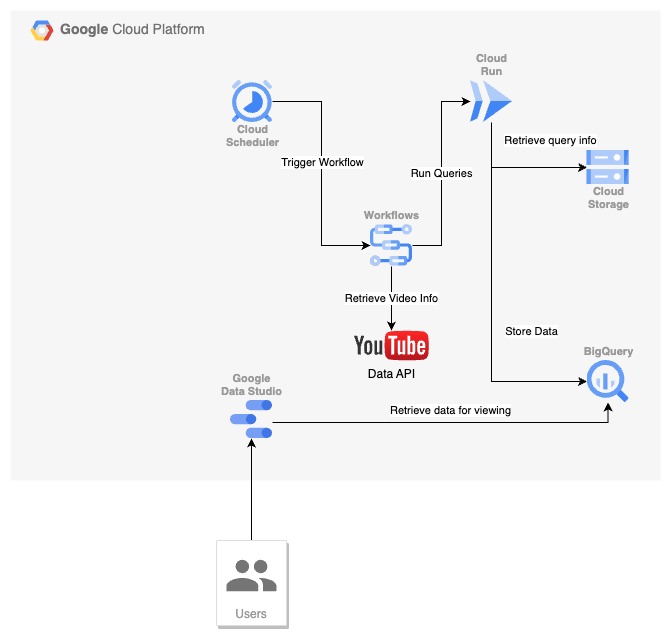 Google Cloud Platform
Cloud
Run
Cloud
Scheduler
Retrieve query info
Trigger Workflow
Run Queries
Cloud
Storage
Workflows
Retrieve Video Info
YouTube
Data API
Store Data
BigQuery
Google
Data Studio
Retrieve data for viewing
Users